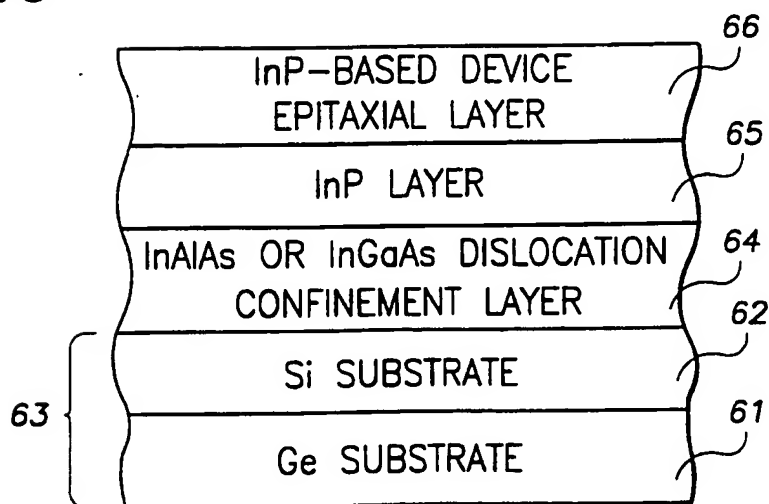 66
InP-BASED DEVICE
EPITAXIAL LAYER
65
InP LAYER
64
InAlAs OR InGaAs DISLOCATION
CONFINEMENT LAYER
62
Si SUBSTRATE
63
61
Ge SUBSTRATE